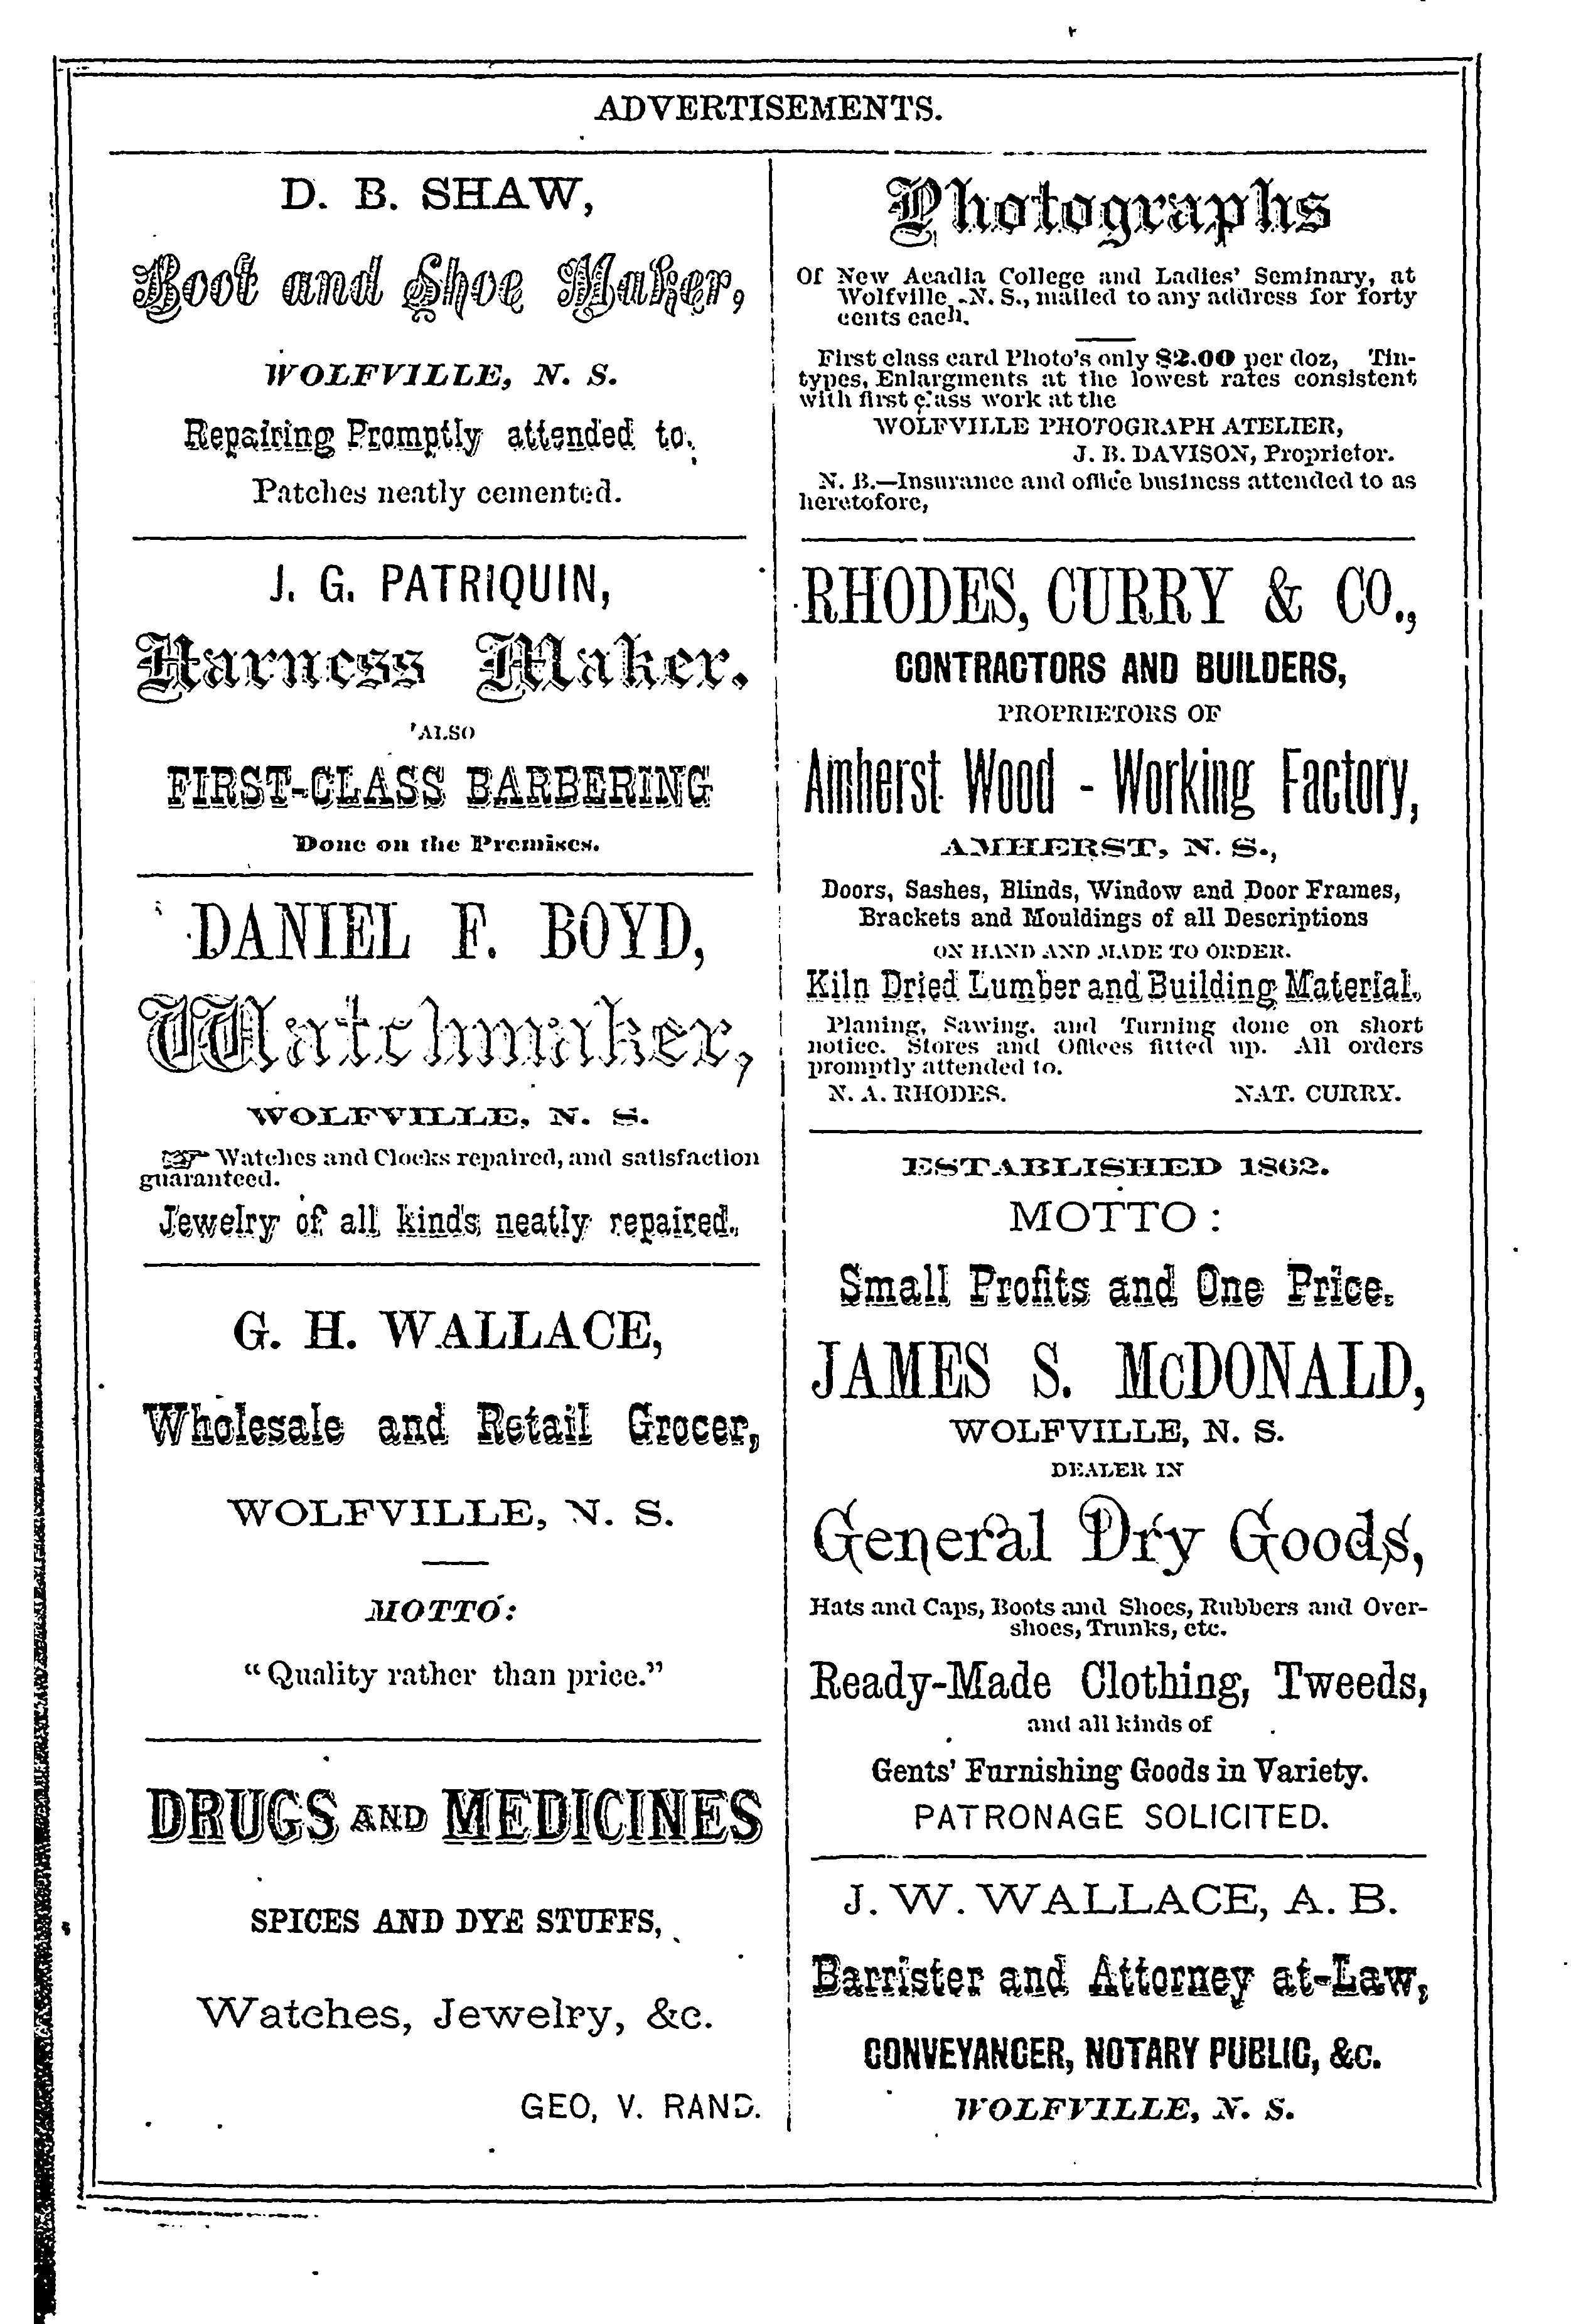 ADVERTISEMENTS.
D. B. SHAW,
Boot and Shoe Maker,
WOLFVILLE, N. S.
Repairing Promptly attended to.
Patches neatly cemented.
J. G. PATRIQUIN,
Harness Maker.
ALSO
FIRST-CLASS BARBERING
Done on the Premises.
DANIEL F. BOYD,
Watchmaker,
WOLFVILLE, N. S.
☞ Watches and Clocks repaired, and satisfaction
guaranteed.
Jewelry of all kinds neatly repaired.
G. H. WALLACE,
Wholesale and Retail Grocer,
WOLFVILLE, N. S.
MOTTO:
“Quality rather than price.”
DRUGS AND MEDICINES
SPICES AND DYE STUFFS,
Watches, Jewelry, &c.
GEO, V. RAND.
Photographs
Of New Acadia College and Ladies’ Seminary, at
Wolfville, N. S., mailed to any address for forty
cents each.
First class card Photo’s only $2.00 per doz, Tin-
types, Enlargments at the lowest rates consistent
with first class work at the
WOLFVILLE PHOTOGRAPH ATELIER,
J. B. DAVISON, Proprietor.
N. B.—Insurance and office business attended to as
heretofore,
RHODES, CURRY & CO.,
CONTRACTORS AND BUILDERS,
PROPRIETORS OF
Amherst Wood - Working Factory,
AMHERST, N. S.,
Doors, Sashes, Blinds, Window and Door Frames,
Brackets and Mouldings of all Descriptions
ON HAND AND MADE TO ORDER.
Kiln Dried Lumber and Building Material.
Planing, Sawing, and Turning done on short
notice. Stores and Offices fitted up. All orders
promptly attended to.
N. A. RHODES. NAT. CURRY.
ESTABLISHED 1862.
MOTTO:
Small Profits and One Price.
JAMES S. McDONALD,
WOLFVILLE, N. S.
DEALER IN
General Dry Goods,
Hats and Caps, Boots and Shoes, Rubbers and Over-
shoes, Trunks, etc.
Ready-Made Clothing, Tweeds,
and all kinds of
Gents’ Furnishing Goods in Variety.
PATRONAGE SOLICITED.
J. W. WALLACE, A. B.
Barrister and Attorney at-Law,
CONVEYANCER, NOTARY PUBLIC, &c.
WOLFVILLE, N. S.